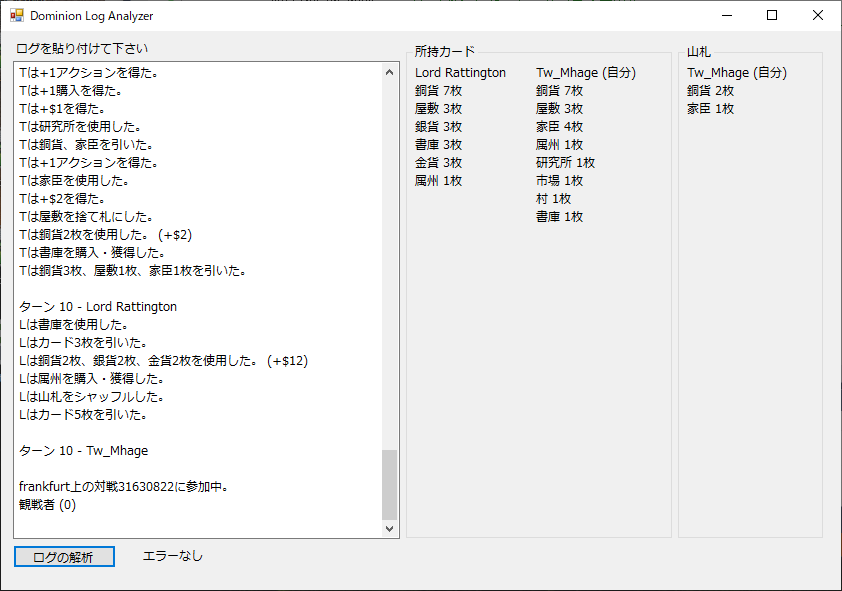 Dominion Log Analyzer
ログを貼り付けて下さい
Tは+1アクションを得た。
Tは+1購入を得た。
Tは+$1を得た。
Tは研究所を使用した。
Tは銅貨、家臣を引いた。
Tは+1アクションを得た。
Tは家臣を使用した。
Tは+$2を得た。
Tは屋敷を捨て札にした。
Tは銅貨2枚を使用した。 (+$2)
Tは書庫を購入・獲得した。
Tは銅貨3枚、屋敷1枚、家臣1枚を引いた。
ターン 10 - Lord Rattington
Lは書庫を使用した。
Lはカード3枚を引いた。
Lは銅貨2枚、銀貨2枚、金貨2枚を使用した。 (+$12)
Lは属州を購入・獲得した。
Lは山札をシャッフルした。
Lはカード5枚を引いた。
ターン 10 - Tw_Mhage
frankfurt上の対戦31630822に参加中。
観戦者 (0)
ログの解析
エラーなし
所持カード
Lord Rattington
銅貨 7枚
屋敷 3枚
銀貨 3枚
書庫 3枚
金貨 3枚
属州 1枚
Tw_Mhage (自分)
銅貨 7枚
屋敷 3枚
家臣 4枚
属州 1枚
研究所 1枚
市場 1枚
村 1枚
書庫 1枚
山札
Tw_Mhage (自分)
銅貨 2枚
家臣 1枚